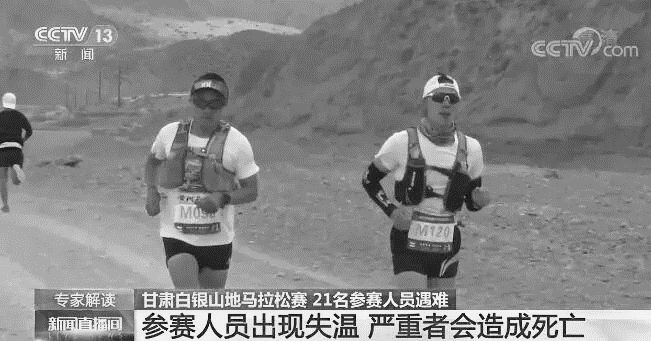 CCTV 13
新闻
CCTV.com
M120
专家解读
甘肃白银山地马拉松赛 21名参赛人员遇难
新闻直播间
参赛人员出现失温 严重者会造成死亡